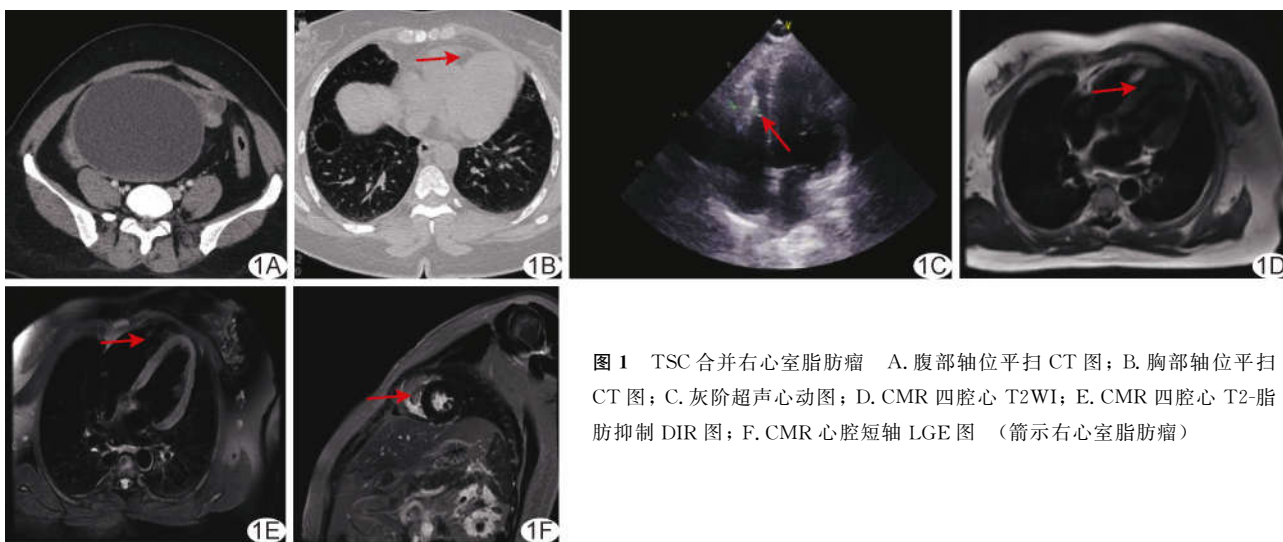 1A
1B
1C
1D
1E
1F
图 1 TSC 合并右心室脂肪瘤 A. 腹部轴位平扫 CT 图; B. 胸部轴位平扫
CT 图; C. 灰阶超声心动图; D. CMR 四腔心 T2WI; E. CMR 四腔心 T2-脂
肪抑制 DIR 图; F. CMR 心腔短轴 LGE 图 (箭示右心室脂肪瘤)